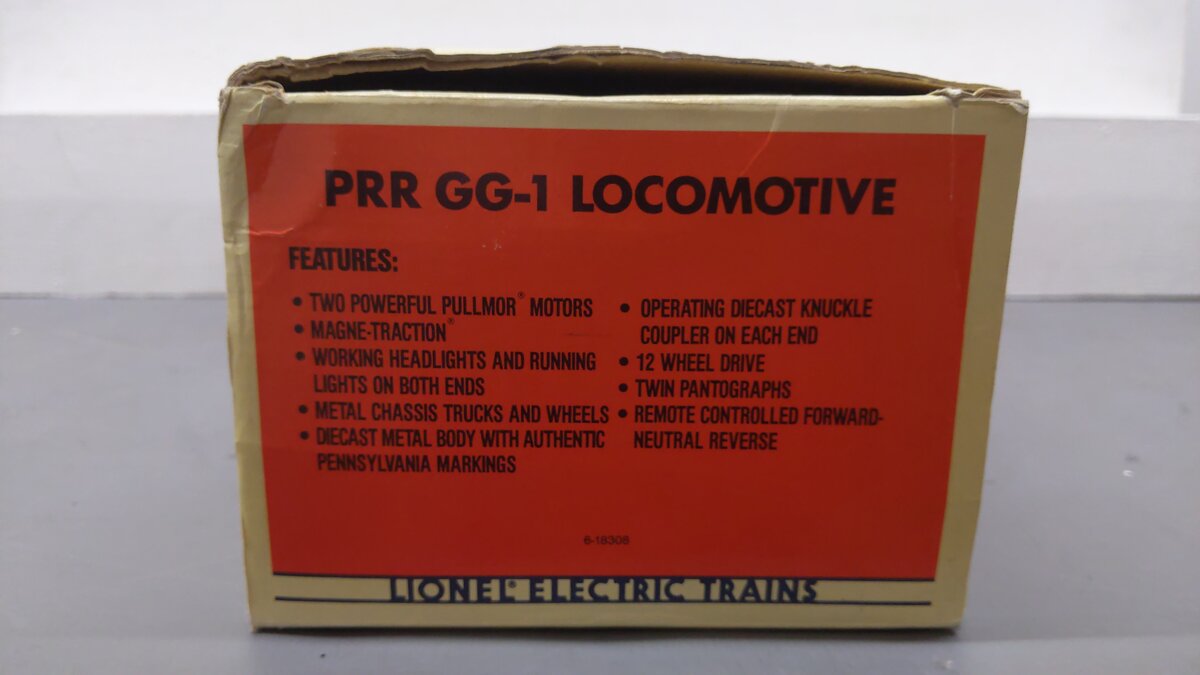 PRR GG-1 LOCOMOTIVE
FEATURES:
• TWO POWERFUL PULLMOR® MOTORS
• MAGNE-TRACTION®
• WORKING HEADLIGHTS AND RUNNING
LIGHTS ON BOTH ENDS
• METAL CHASSIS TRUCKS AND WHEELS
• DIECAST METAL BODY WITH AUTHENTIC
PENNSYLVANIA MARKINGS
• OPERATING DIECAST KNUCKLE
COUPLER ON EACH END
• 12 WHEEL DRIVE
• TWIN PANTOGRAPHS
• REMOTE CONTROLLED FORWARD-
NEUTRAL REVERSE
6-18308
LIONEL® ELECTRIC TRAINS